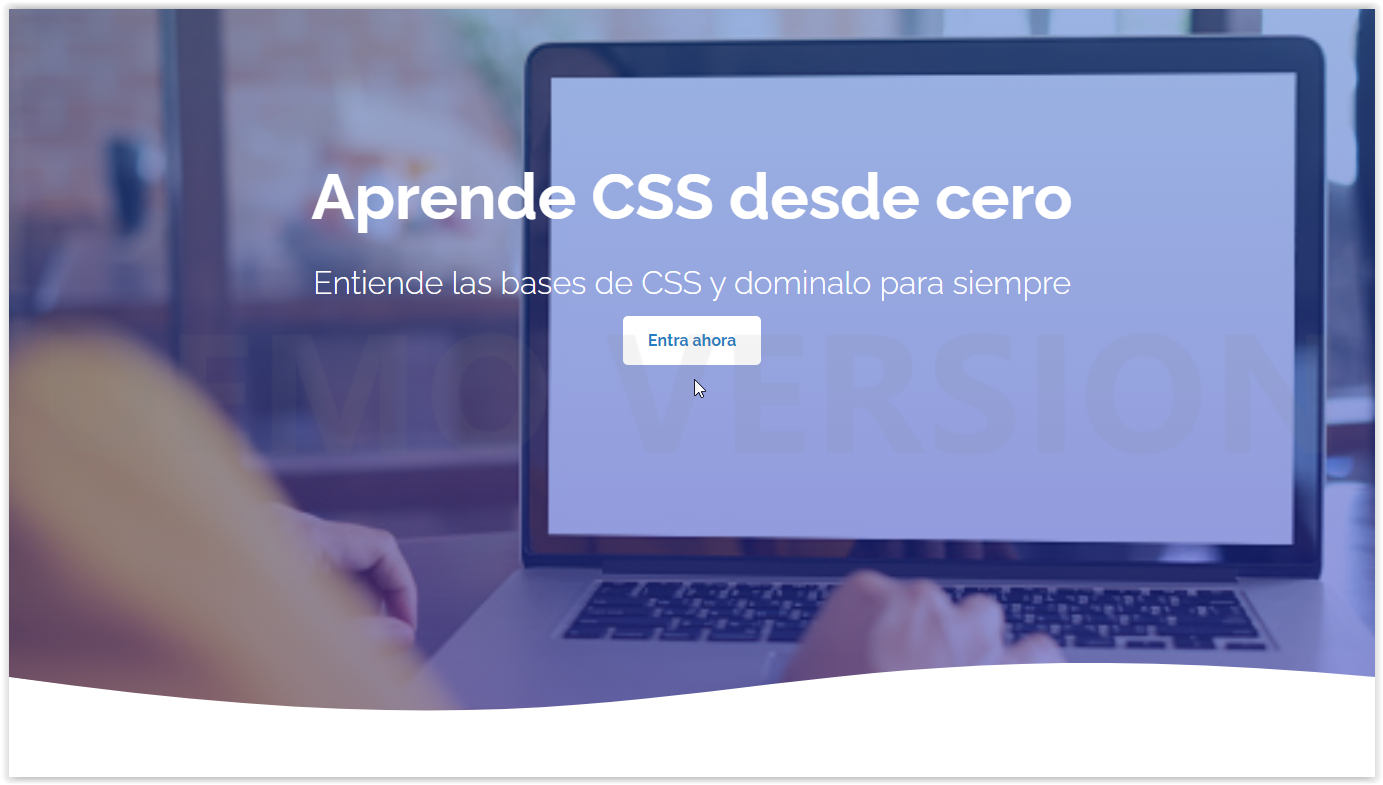 Aprende CSS desde cero
Entiende las bases de CSS y dominalo para siempre
Entra ahora
EMO VERSION